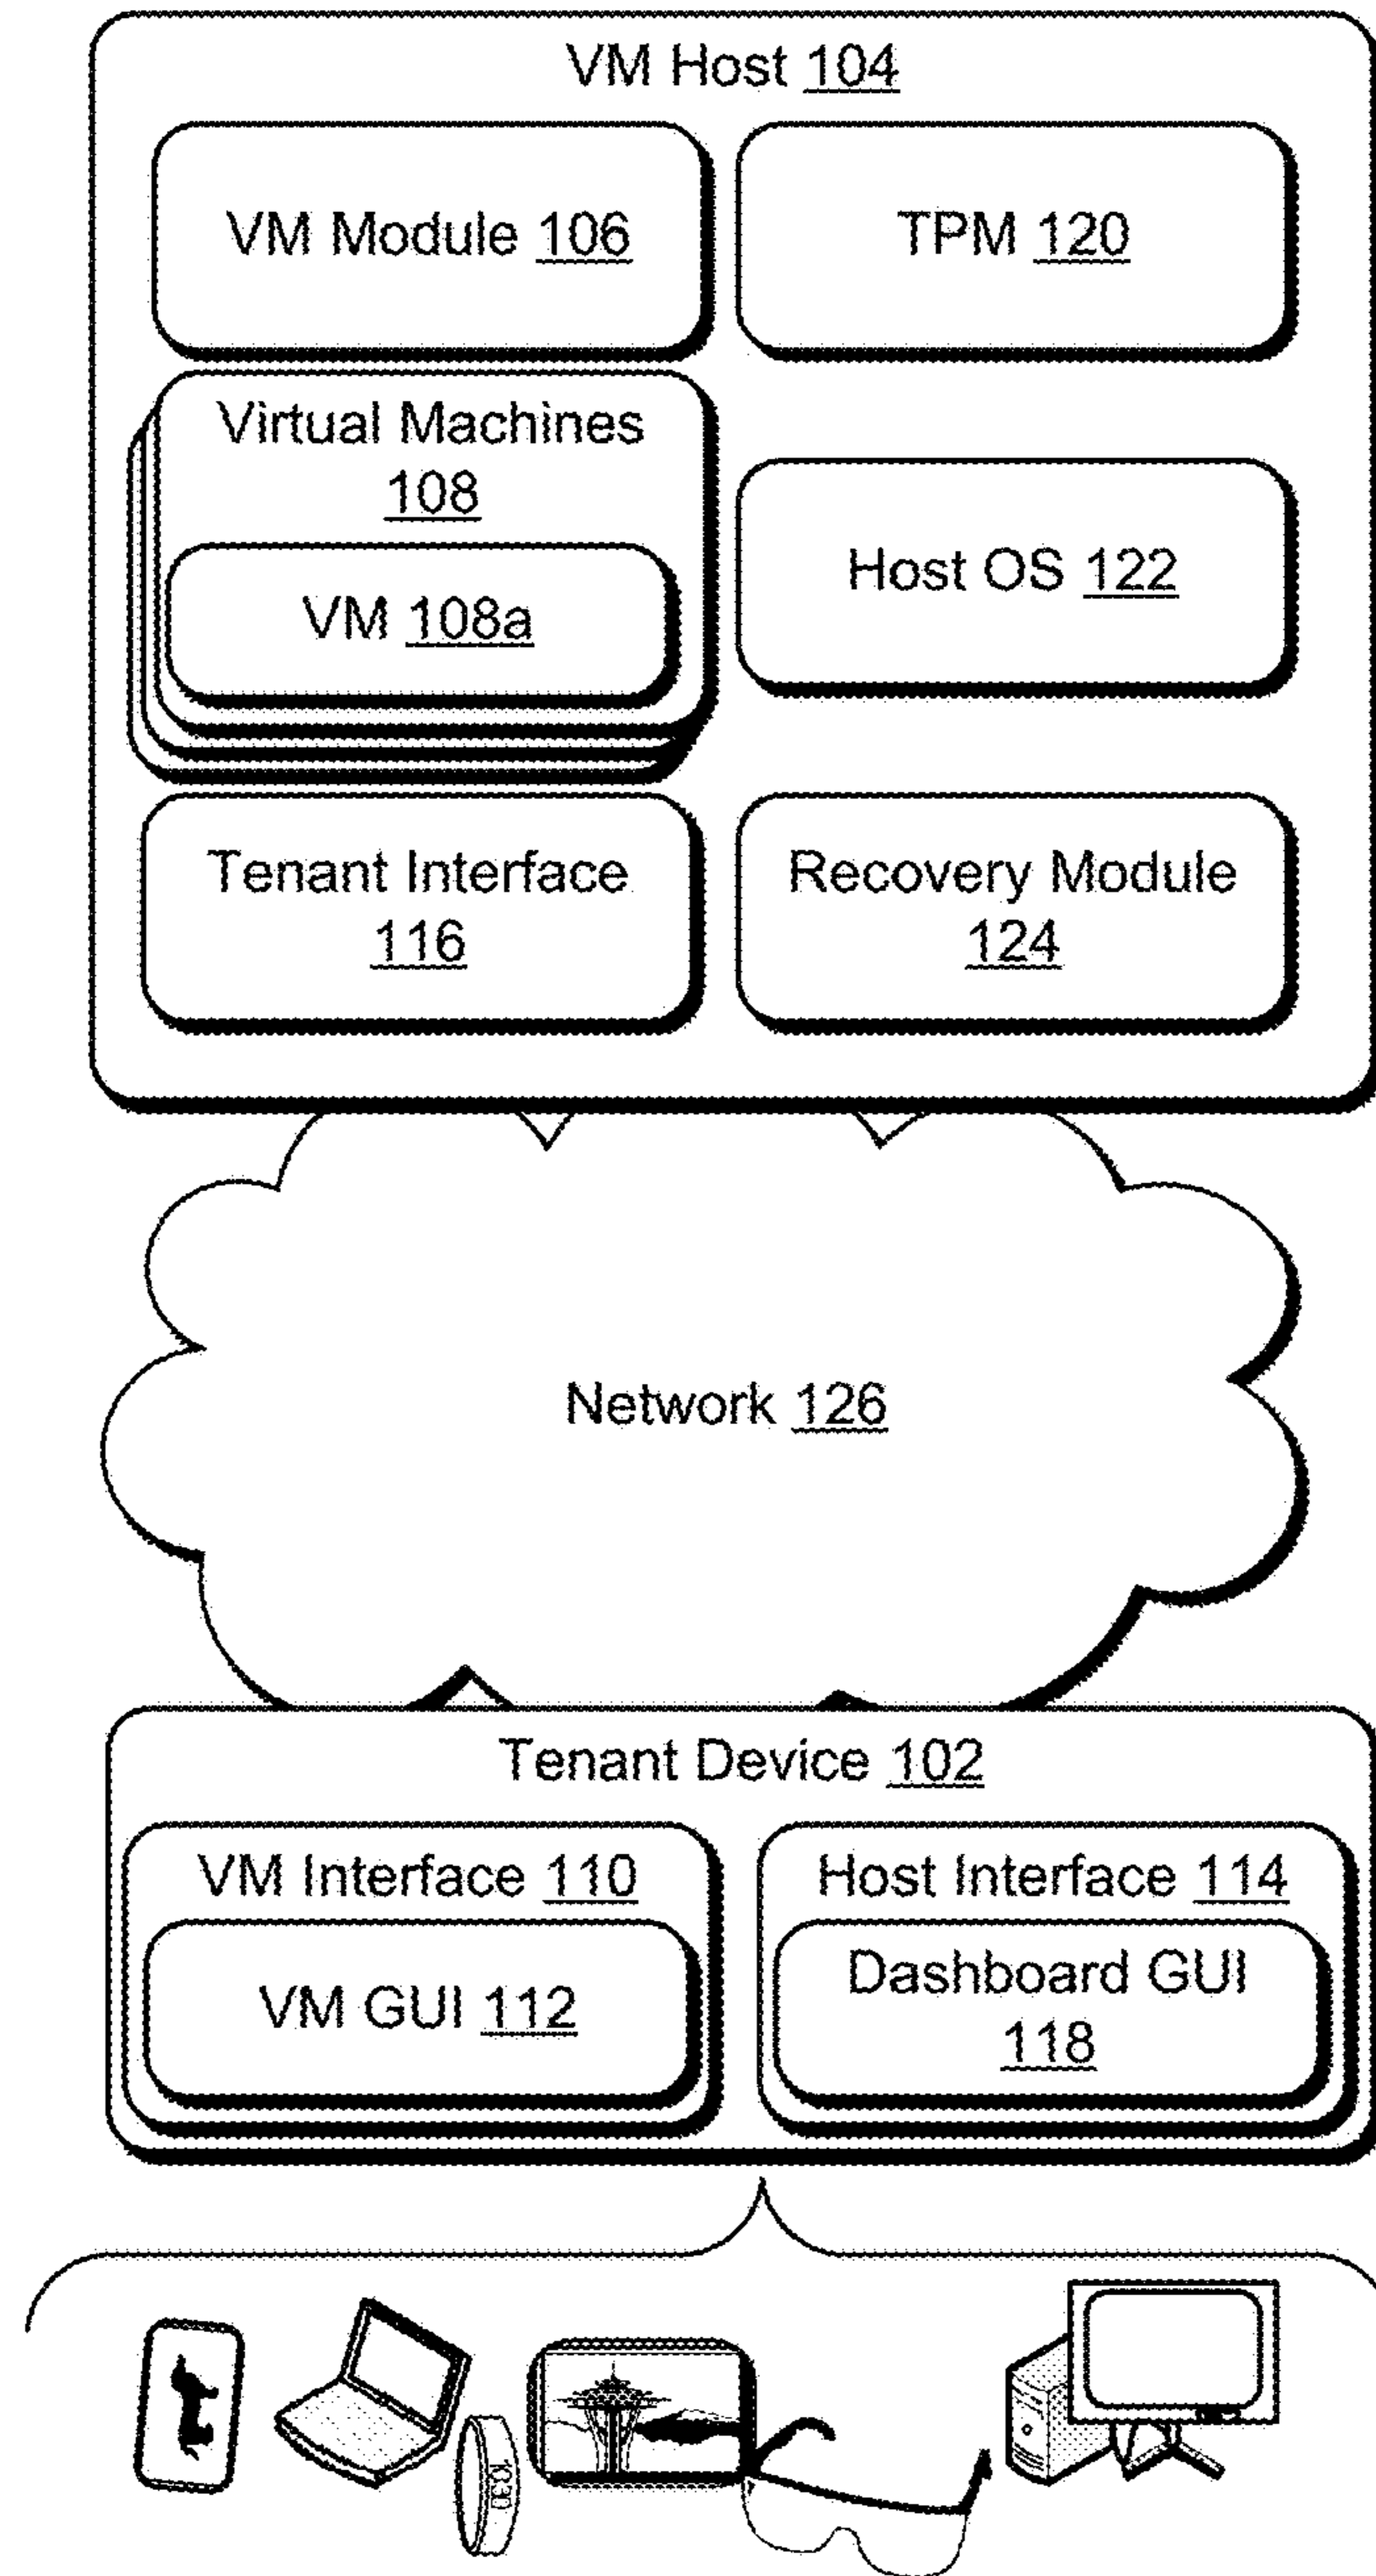 VM Host 104
VM Module 106
TPM 120
Virtual Machines
108
VM 108a
Host OS 122
Tenant Interface
116
Recovery Module
124
Network 126
Tenant Device 102
VM Interface 110
VM GUI 112
Host Interface 114
Dashboard GUI
118
10:30